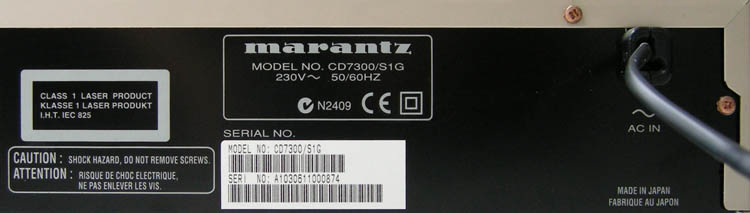 marantz
MODEL NO. CD7300/S1G
230V~ 50/60HZ
N2409 CE
CLASS 1 LASER PRODUCT
KLASSE 1 LASER PRODUKT
I.H.T. IEC 825
SERIAL NO.
MODEL NO: CD7300/S1G
SERI NO: A1030611000874
CAUTION : SHOCK HAZARD, DO NOT REMOVE SCREWS.
ATTENTION : RISQUE DE CHOC ELECTRIQUE,
NE PAS ENLEVER LES VIS.
~
AC IN
MADE IN JAPAN
FABRIQUE AU JAPON